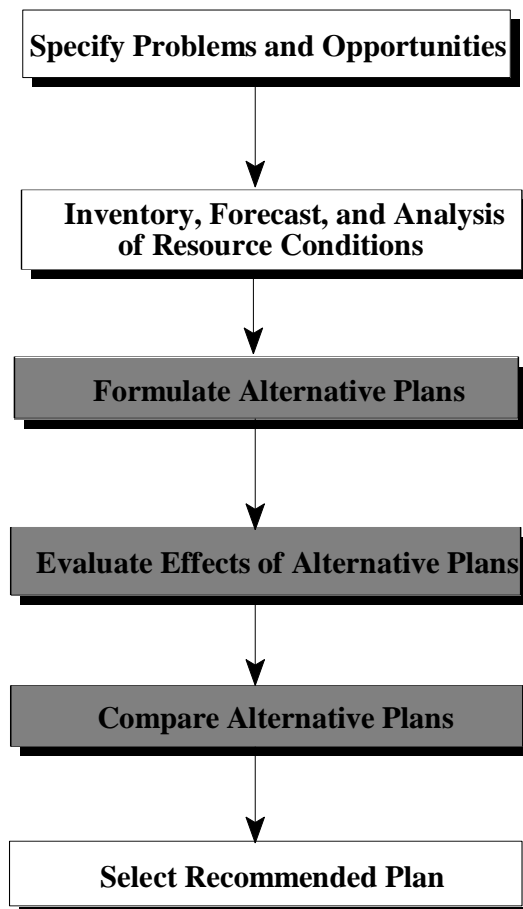 Specify Problems and Opportunities
Inventory, Forecast, and Analysis
of Resource Conditions
Formulate Alternative Plans
Evaluate Effects of Alternative Plans
Compare Alternative Plans
Select Recommended Plan